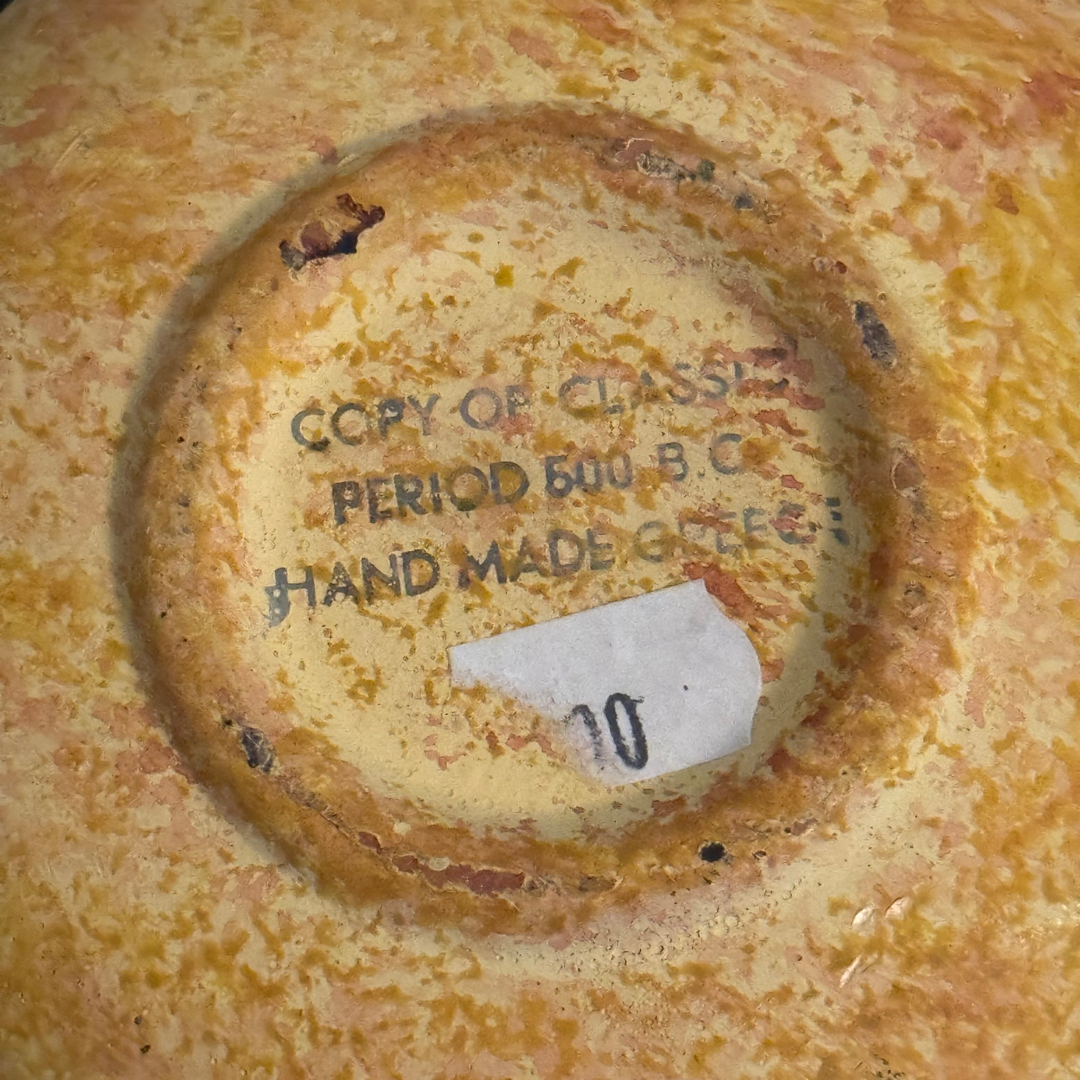 COPY OF CLASSIC
PERIOD 500 B.C
HAND MADE GREECE
10